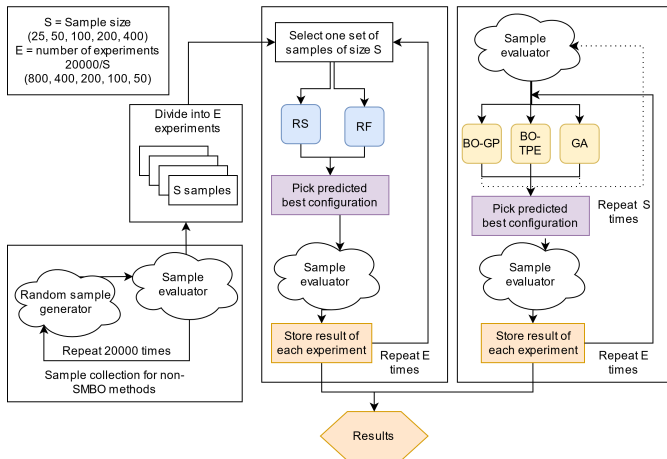 S = Sample size
(25, 50, 100, 200, 400)
E = number of experiments
20000/S
(800, 400, 200, 100, 50)
Divide into E
experiments
S samples
Random sample
generator
Sample
evaluator
Repeat 20000 times
Sample collection for non-
SMBO methods
Select one set of
samples of size S
RS
RF
Pick predicted
best configuration
Sample
evaluator
Store result of
each experiment
Repeat E
times
Sample
evaluator
BO-GP
BO-
TPE
GA
Repeat S
times
Pick predicted
best configuration
Sample
evaluator
Store result of
each experiment
Repeat E
times
Results